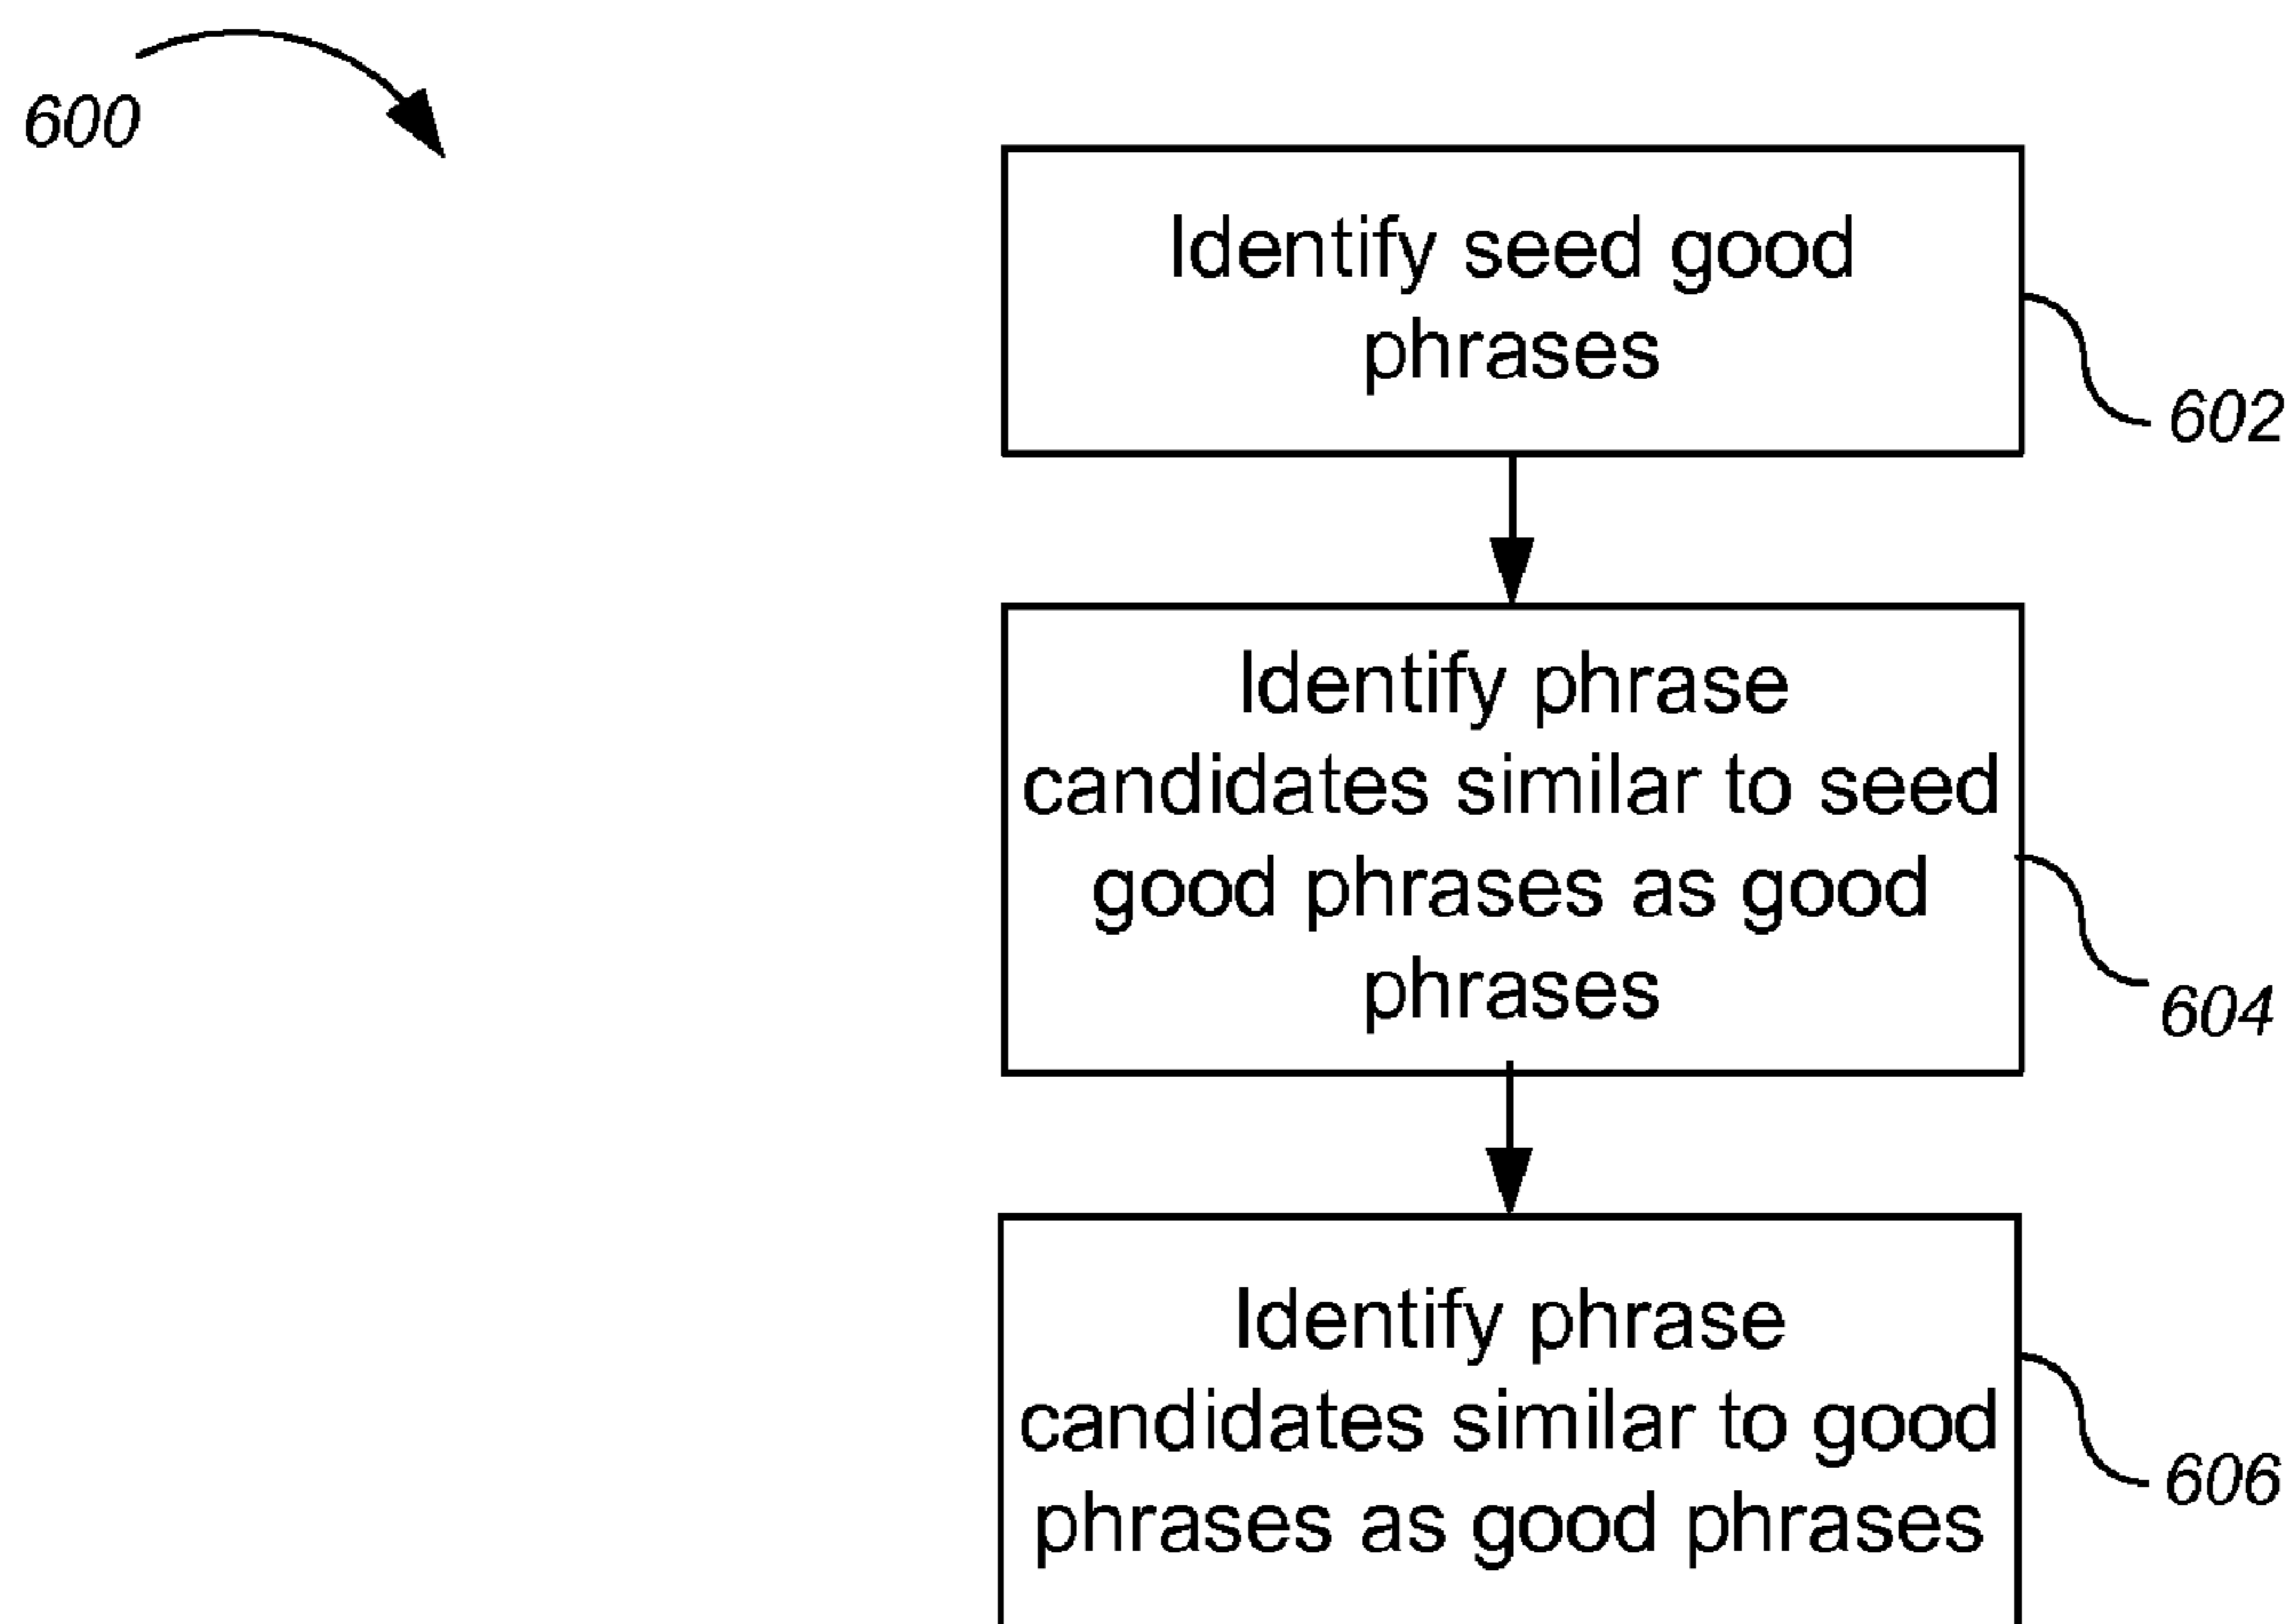 600
Identify seed good
phrases
602
Identify phrase
candidates similar to seed
good phrases as good
phrases
604
Identify phrase
candidates similar to good
phrases as good phrases
606